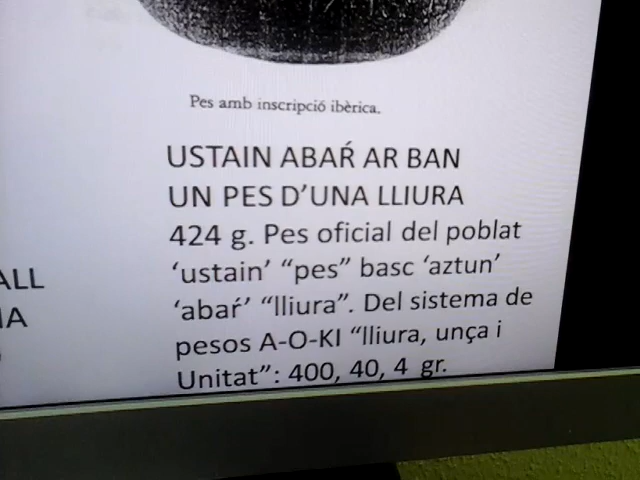 Pes amb inscripció ibèrica.
USTAIN ABAŔ AR BAN
UN PES D’UNA LLIURA
424 g. Pes oficial del poblat
‘ustain’ “pes” basc ‘aztun’
‘abaŕ’ “lliura”. Del sistema de
pesos A-O-KI “lliura, unça i
Unitat”: 400, 40, 4 gr.
ALL